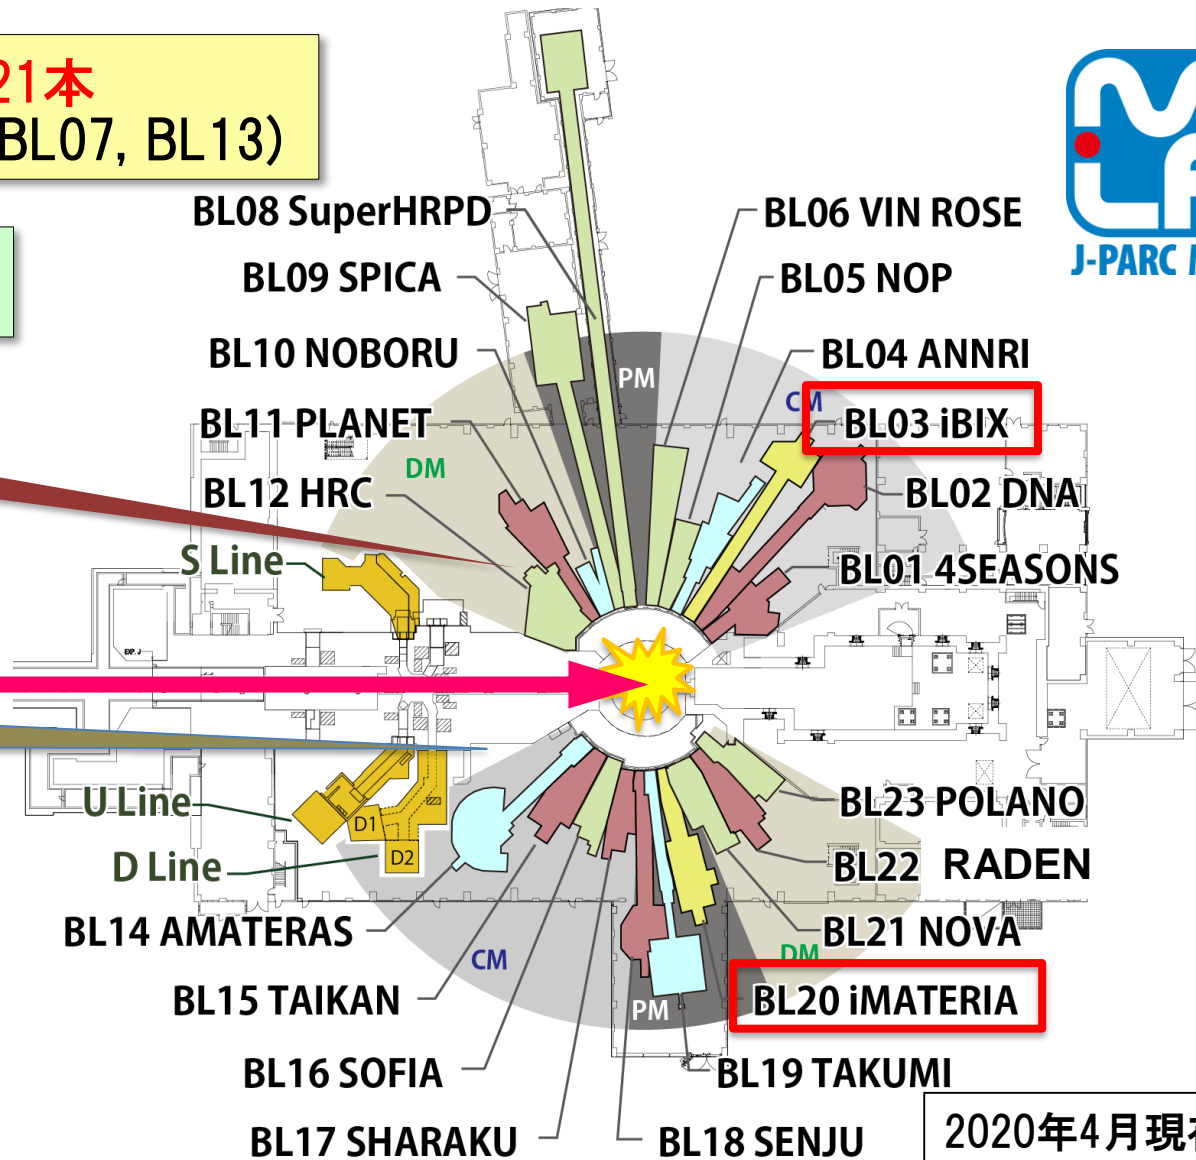 21本
BL07, BL13)
BL08 SuperHRPD
BL06 VIN ROSE
BL09 SPICA
BL05 NOP
J-PARC
BL10 NOBORU
BL04 ANNRI
PM
CM
BL11 PLANET
BL03 iBIX
DM
BL12 HRC
BL02 DNA
S Line
BL01 4SEASONS
EXP. J
U Line
D1
BL23 POLANO
D Line
D2
BL22 RADEN
BL14 AMATERAS
BL21 NOVA
CM
DM
BL15 TAIKAN
PM
BL20 iMATERIA
BL16 SOFIA
BL19 TAKUMI
BL17 SHARAKU
BL18 SENJU
2020年4月現在